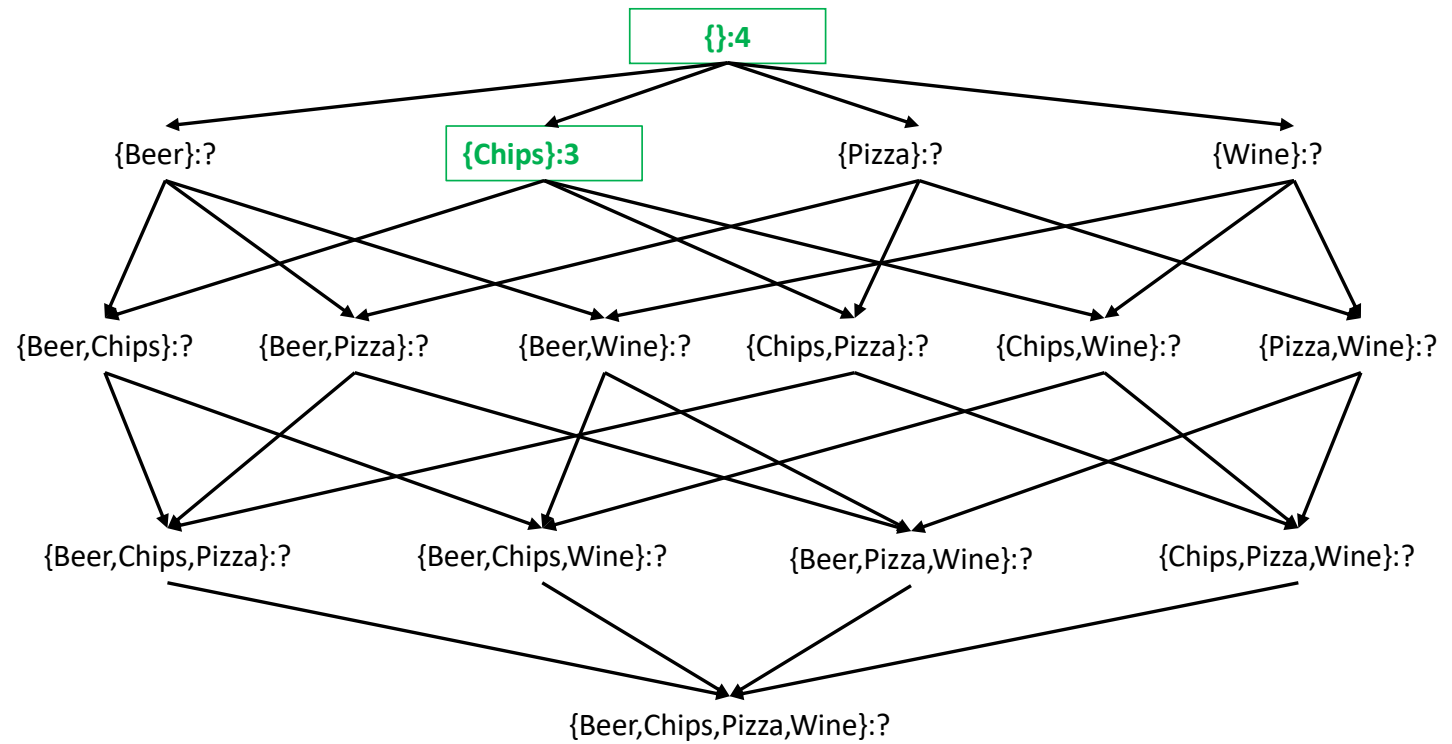 {}:4
{Beer}:? {Chips}:3 {Pizza}:? {Wine}:?
{Beer,Chips}:? {Beer,Pizza}:? {Beer,Wine}:? {Chips,Pizza}:? {Chips,Wine}:? {Pizza,Wine}:?
{Beer,Chips,Pizza}:? {Beer,Chips,Wine}:? {Beer,Pizza,Wine}:? {Chips,Pizza,Wine}:?
{Beer,Chips,Pizza,Wine}:?